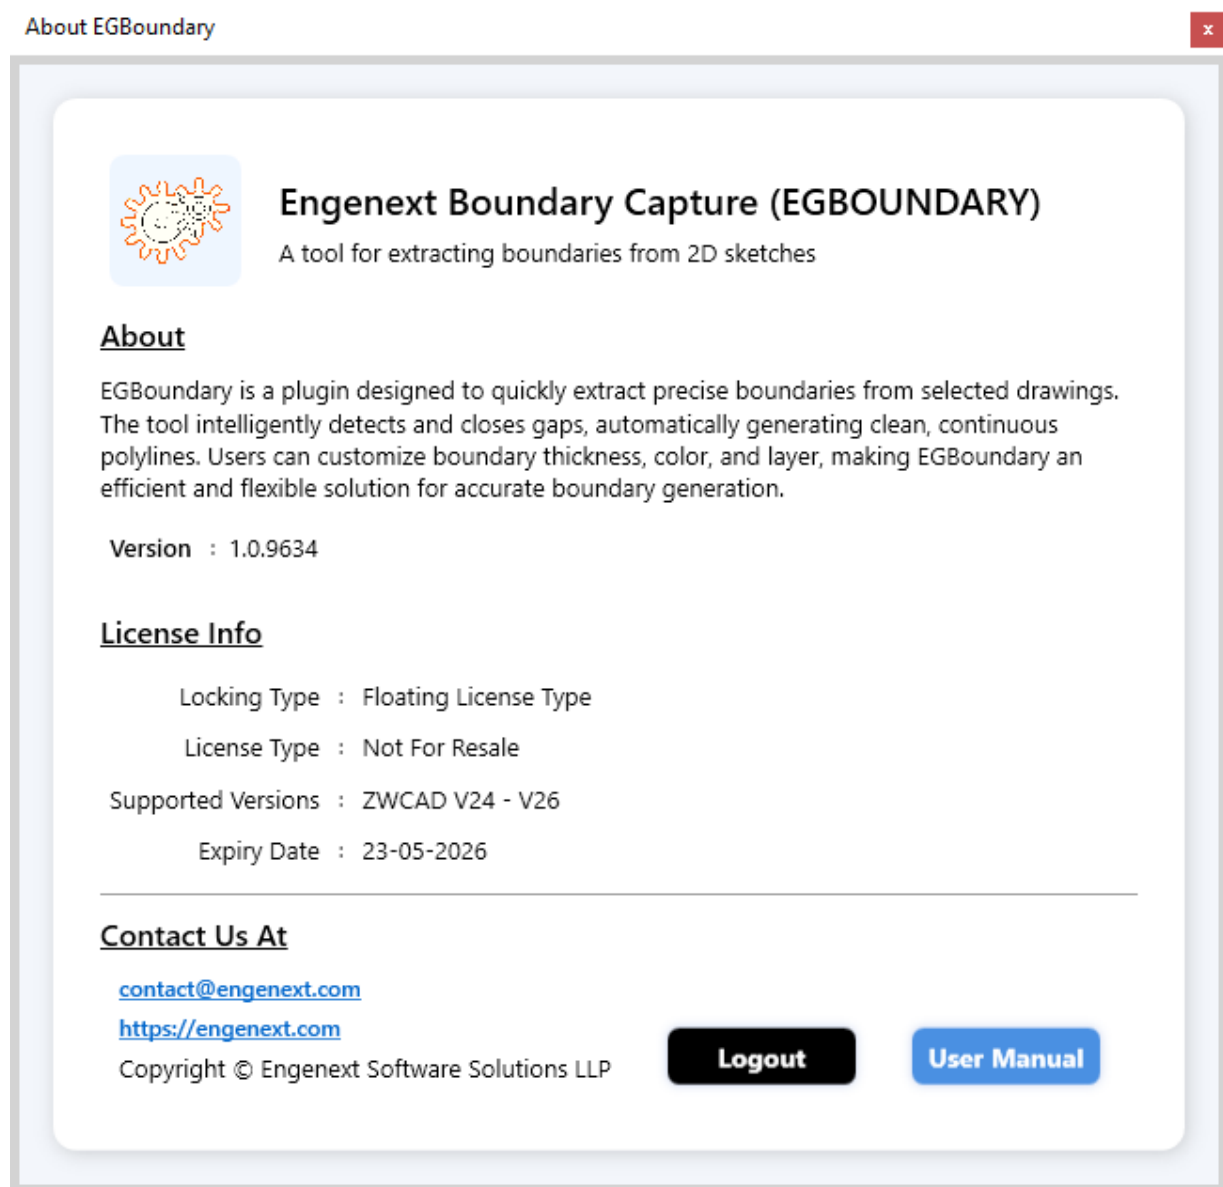 About EGBoundary
x
Engenext Boundary Capture (EGBOUNDARY)
A tool for extracting boundaries from 2D sketches
About
EGBoundary is a plugin designed to quickly extract precise boundaries from selected drawings.
The tool intelligently detects and closes gaps, automatically generating clean, continuous
polylines. Users can customize boundary thickness, color, and layer, making EGBoundary an
efficient and flexible solution for accurate boundary generation.
Version : 1.0.9634
License Info
Locking Type : Floating License Type
License Type : Not For Resale
Supported Versions : ZWCAD V24 - V26
Expiry Date : 23-05-2026
Contact Us At
contact@engenext.com
https://engenext.com
Copyright © Engenext Software Solutions LLP
Logout
User Manual